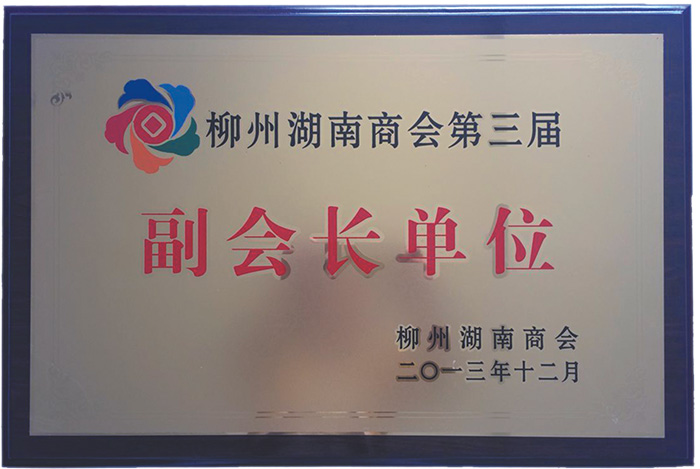 柳州湖南商会第三届
副会长单位
柳州湖南商会
二〇一三年十二月